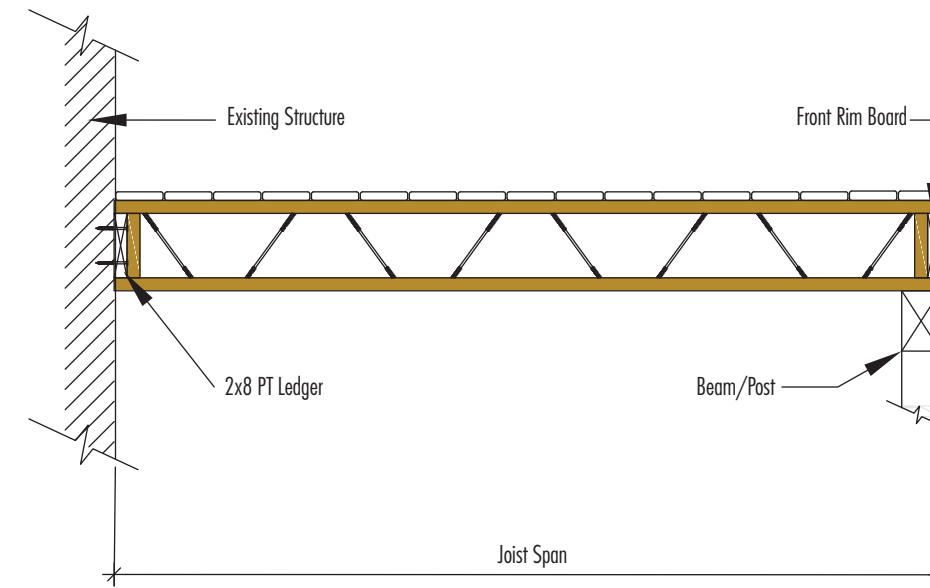 Existing Structure
Front Rim Board
2x8 PT Ledger
Beam/Post
Joist Span